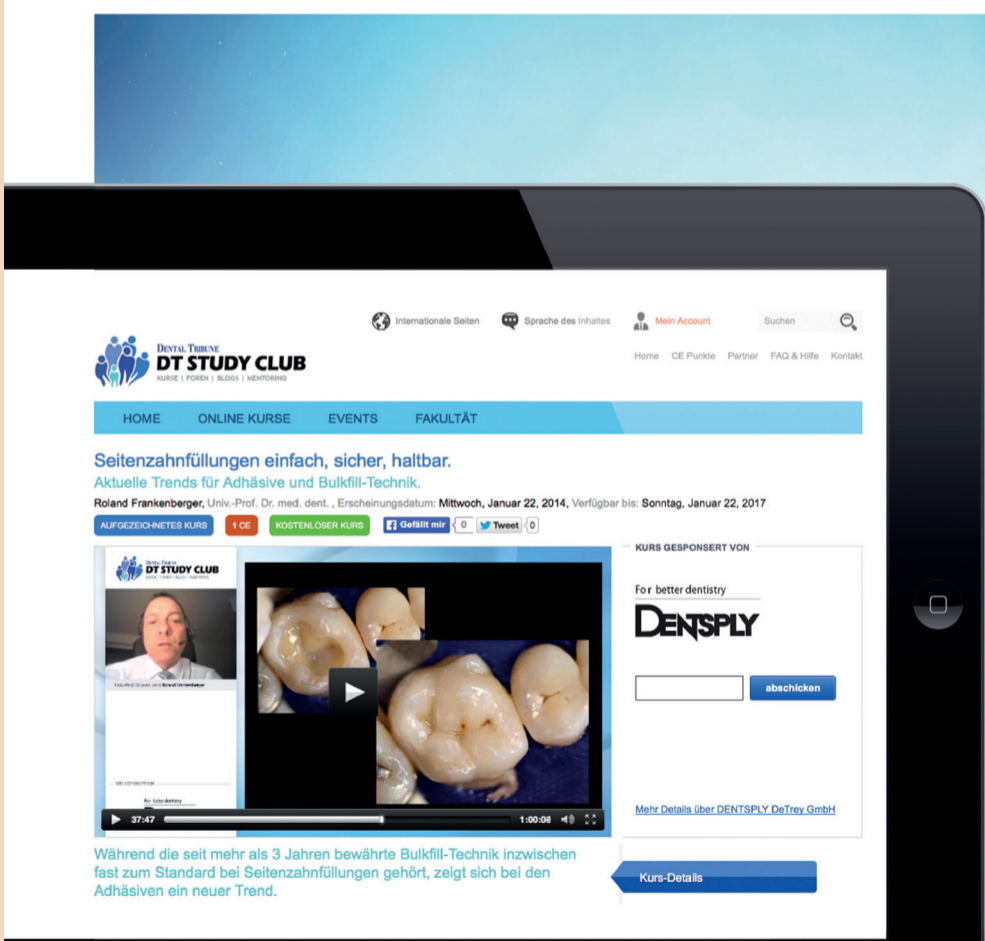 Internationale Seiten
Sprache des Inhaltes
Mein Account
Suchen
DENTAL TRIBUNE
DT STUDY CLUB
KURSE | FOREN | BLOGS | MENTORING
Home CE Punkte Partner FAQ & Hilfe Kontakt
HOME ONLINE KURSE EVENTS FAKULTÄT
Seitenzahnfüllungen einfach, sicher, haltbar.
Aktuelle Trends für Adhäsive und Bulkfill-Technik.
Roland Frankenberger, Univ.-Prof. Dr. med. dent. , Erscheinungsdatum: Mittwoch, Januar 22, 2014, Verfügbar bis: Sonntag, Januar 22, 2017
AUFGEZEICHNETES KURS 1 CE KOSTENLOSER KURS Gefällt mir 0 Tweet 0
DENTAL TRIBUNE
DT STUDY CLUB
For better dentistry
37:47 1:00:06
KURS GESPONSERT VON
For better dentistry
DENTSPLY
abschicken
Mehr Details über DENTSPLY DeTrey GmbH
Während die seit mehr als 3 Jahren bewährte Bulkfill-Technik inzwischen
fast zum Standard bei Seitenzahnfüllungen gehört, zeigt sich bei den
Adhäsiven ein neuer Trend.
Kurs-Details